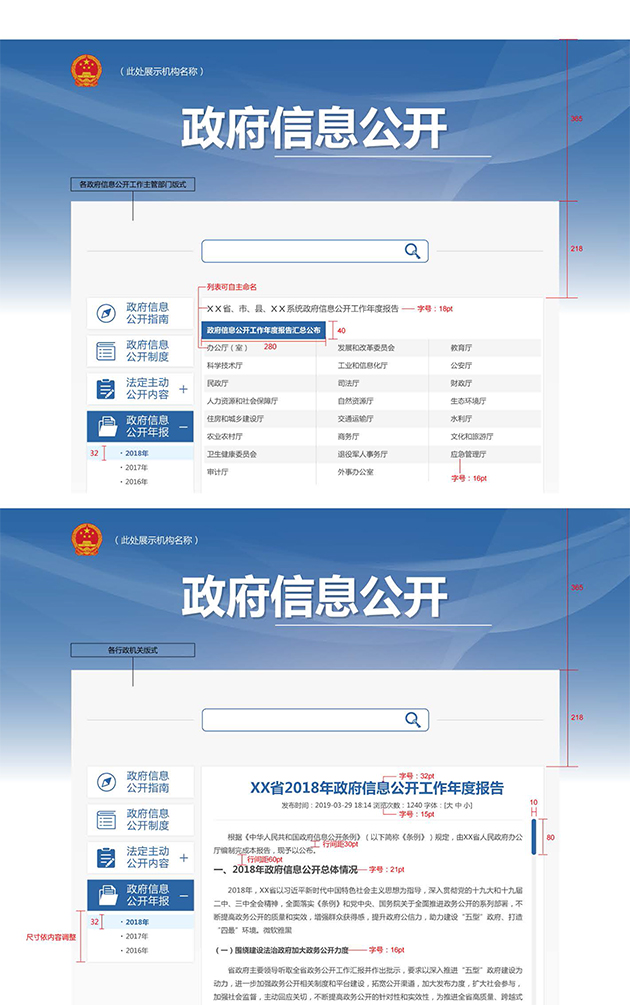 （此处展示机构名称）
365
政府信息公开
各政府信息公开工作主管部门版式
218
列表可自主命名
政府信息
公开指南
XX省、市、县、XX系统政府信息公开工作年度报告
字号：18pt
政府信息公开工作年度报告汇总公布
40
政府信息
公开制度
办公厅（室）
280
发展和改革委员会
教育厅
科学技术厅
工业和信息化厅
公安厅
法定主动
公开内容
+
民政厅
司法厅
财政厅
人力资源和社会保障厅
自然资源厅
生态环境厅
政府信息
公开年报
住房和城乡建设厅
交通运输厅
水利厅
农业农村厅
商务厅
文化和旅游厅
32
· 2018年
卫生健康委员会
退役军人事务厅
应急管理厅
· 2017年
审计厅
外事办公室
字号：16pt
· 2016年
（此处展示机构名称）
365
政府信息公开
各行政机关版式
218
政府信息
公开指南
字号：32pt
XX省2018年政府信息公开工作年度报告
发布时间：2019-03-29 18:14 浏览次数：1240 字体：[大 中 小]
字号：15pt
10
政府信息
公开制度
80
根据《中华人民共和国政府信息公开条例》（以下简称《条例》）规定，由XX省人民政府办公
厅编制完成本报告，现予以公布。
行间距30pt
行间距60pt
法定主动
公开内容
+
一、2018年政府信息公开总体情况
字号：21pt
政府信息
公开年报
2018年，XX省以习近平新时代中国特色社会主义思想为指导，深入贯彻党的十九大和十九届
二中、三中全会精神，全面落实《条例》和党中央、国务院关于全面推进政务公开的系列部署，不
断提高政务公开的质量和实效，增强群众获得感，提升政府公信力，助力建设“五型”政府、打造
“四最”环境。微软雅黑
32
· 2018年
· 2017年
· 2016年
尺寸依内容调整
（一）围绕建设法治政府加大政务公开力度
字号：16pt
省政府主要领导听取全省政务公开工作汇报并作出批示，要求以深入推进“五型”政府建设为
动力，进一步加强政务公开相关制度和平台建设，拓宽公开渠道，加大发布力度，扩大社会参与，
加强社会监督，主动回应关切，不断提高政务公开的针对性和实效性，为推进全省高质量、跨越式